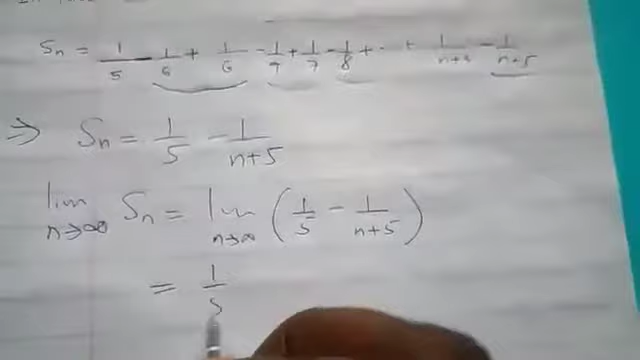 Sn = 1/5 - 1/6 + 1/6 - 1/7 + 1/7 - 1/8 + ... + 1/(n+4) - 1/(n+5)
⇒ Sn = 1/5 - 1/(n+5)
lim n→∞ Sn = lim n→∞ (1/5 - 1/(n+5))
= 1/5